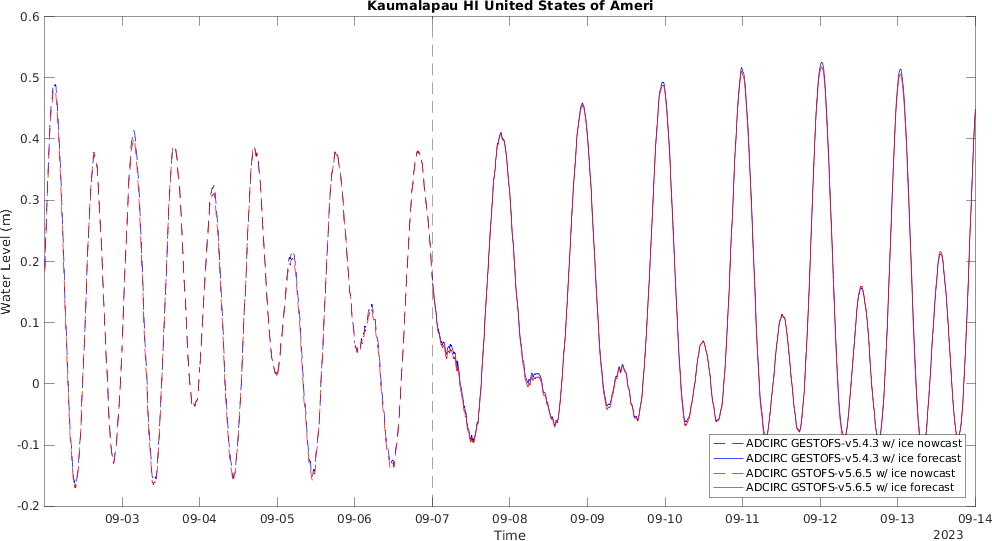 Kaumalapau HI United States of Ameri
0.6
0.5
0.4
0.3
0.2
0.1
0
-0.1
-0.2
Water Level (m)
ADCIRC GESTOFS-v5.4.3 w/ ice nowcast
ADCIRC GESTOFS-v5.4.3 w/ ice forecast
ADCIRC GSTOFS-v5.6.5 w/ ice nowcast
ADCIRC GSTOFS-v5.6.5 w/ ice forecast
09-03 09-04 09-05 09-06 09-07 09-08 09-09 09-10 09-11 09-12 09-13 09-14
Time
2023